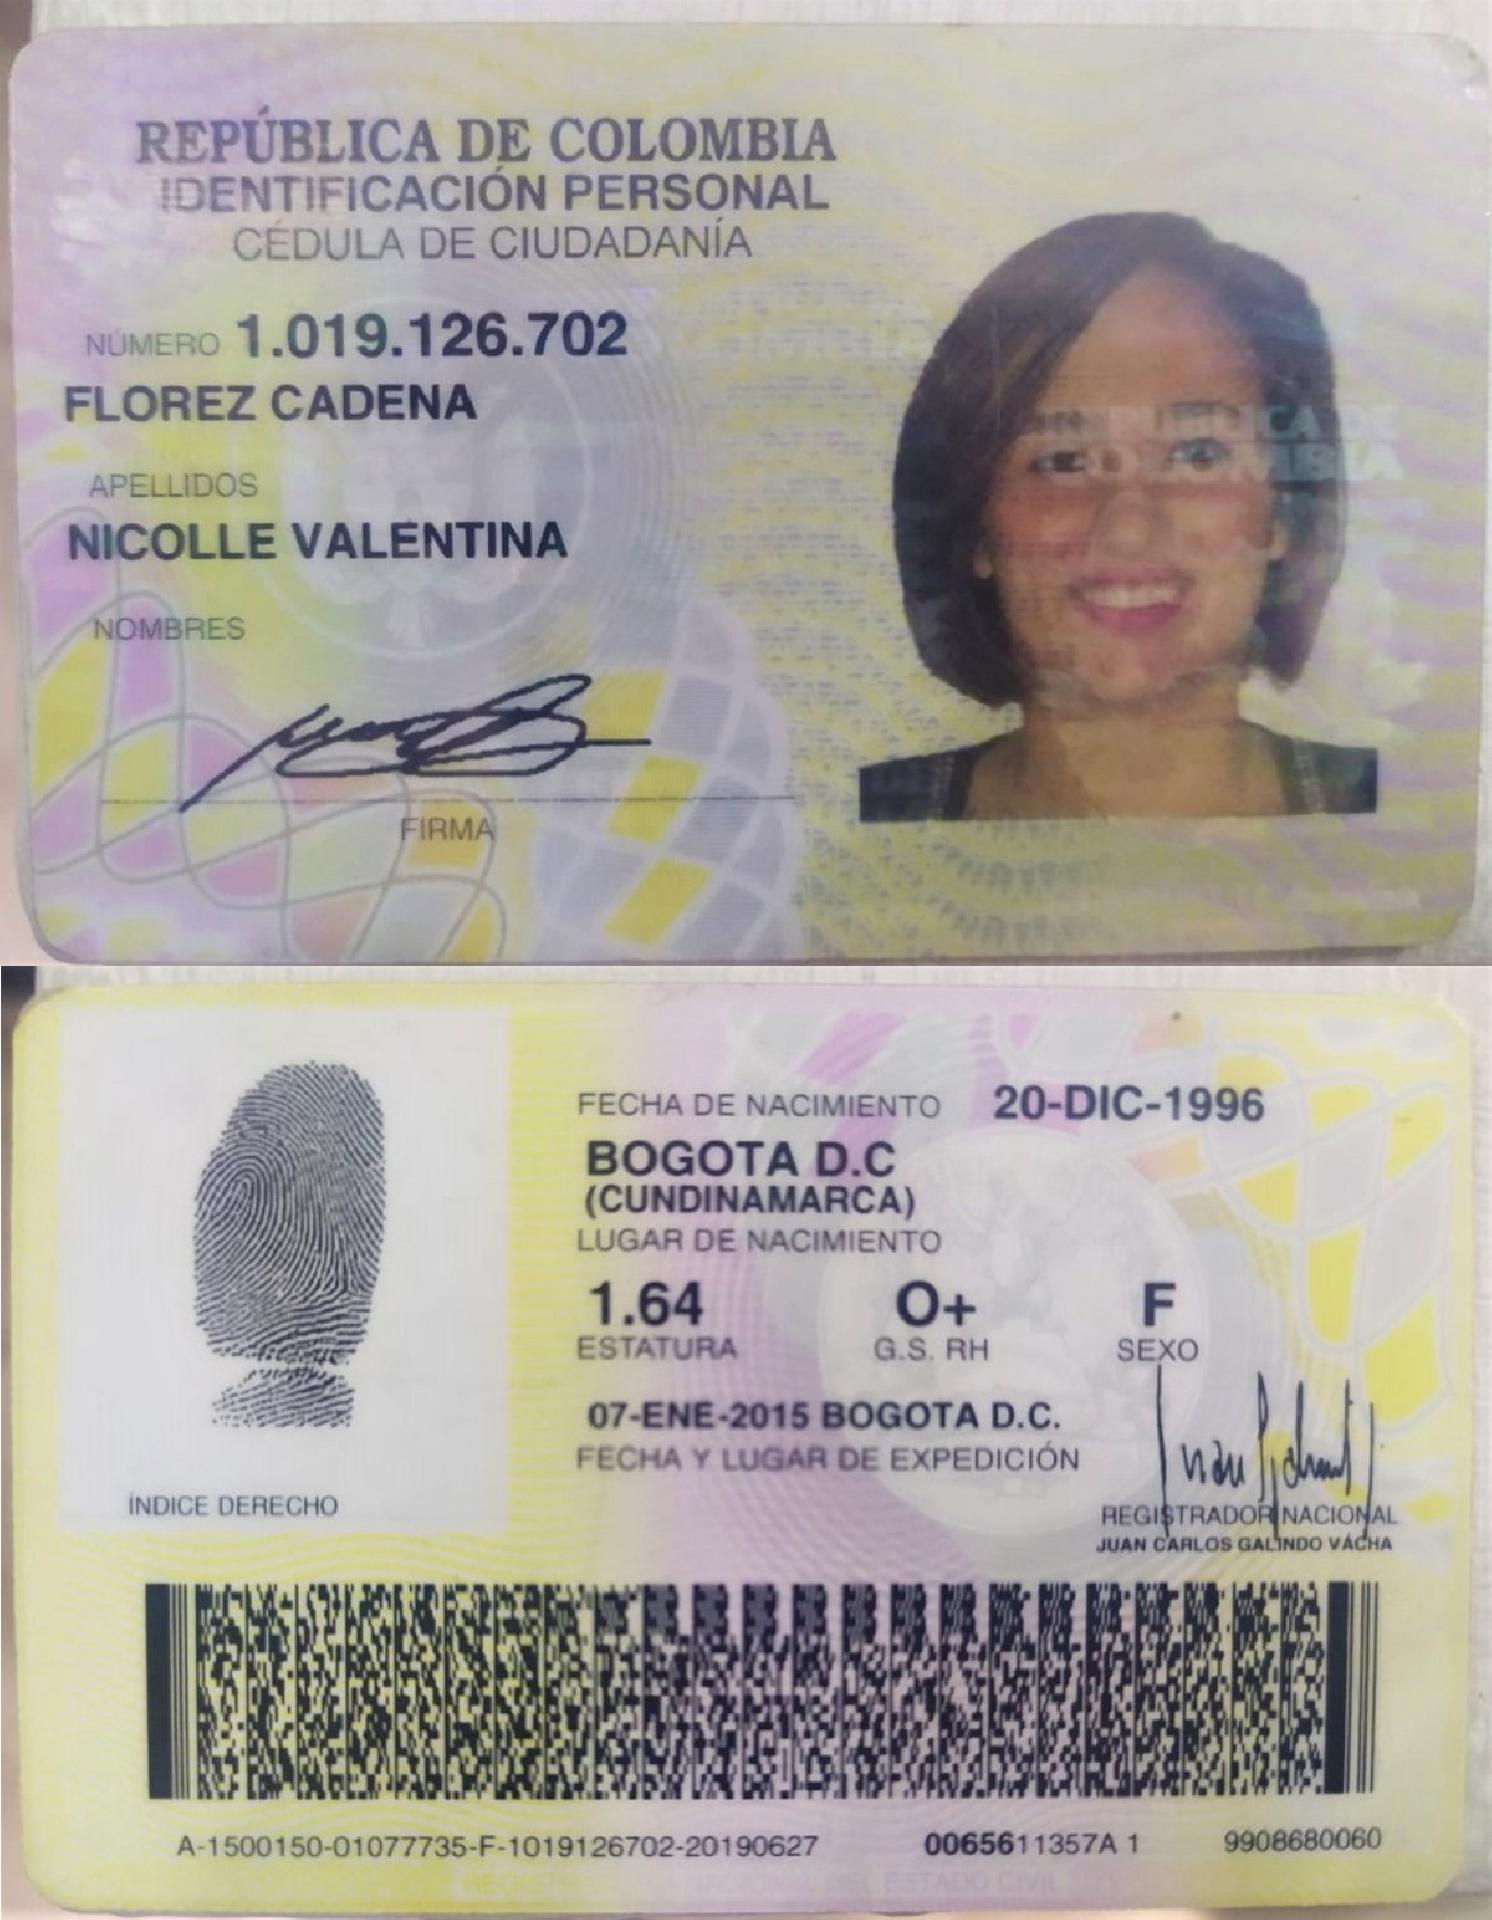 REPÚBLICA DE COLOMBIA
IDENTIFICACIÓN PERSONAL
CÉDULA DE CIUDADANÍA
NÚMERO 1.019.126.702
FLOREZ CADENA
APELLIDOS
NICOLLE VALENTINA
NOMBRES
FIRMA
FECHA DE NACIMIENTO 20-DIC-1996
BOGOTA D.C
(CUNDINAMARCA)
LUGAR DE NACIMIENTO
1.64 O+ F
ESTATURA G.S. RH SEXO
07-ENE-2015 BOGOTA D.C.
FECHA Y LUGAR DE EXPEDICIÓN
ÍNDICE DERECHO
REGISTRADOR NACIONAL
JUAN CARLOS GALINDO VÁCHA
A-1500150-01077735-F-1019126702-20190627 0065611357A 1 9908680060